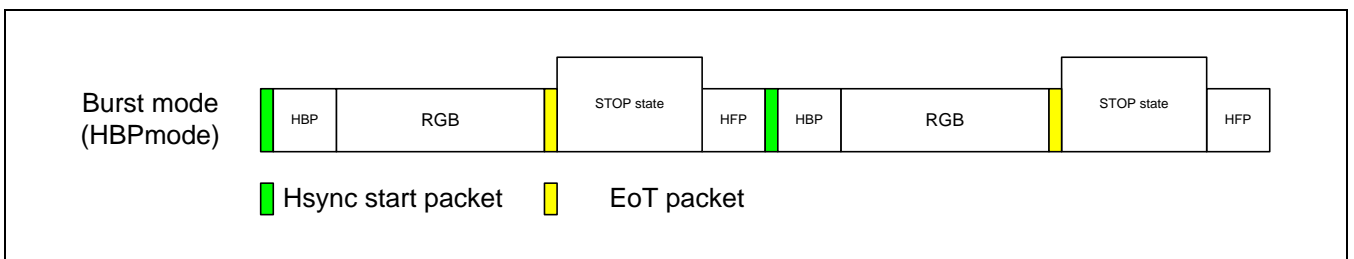 Burst mode
(HBPmode)
HBP RGB STOP state HFP HBP RGB STOP state HFP
Hsync start packet EoT packet